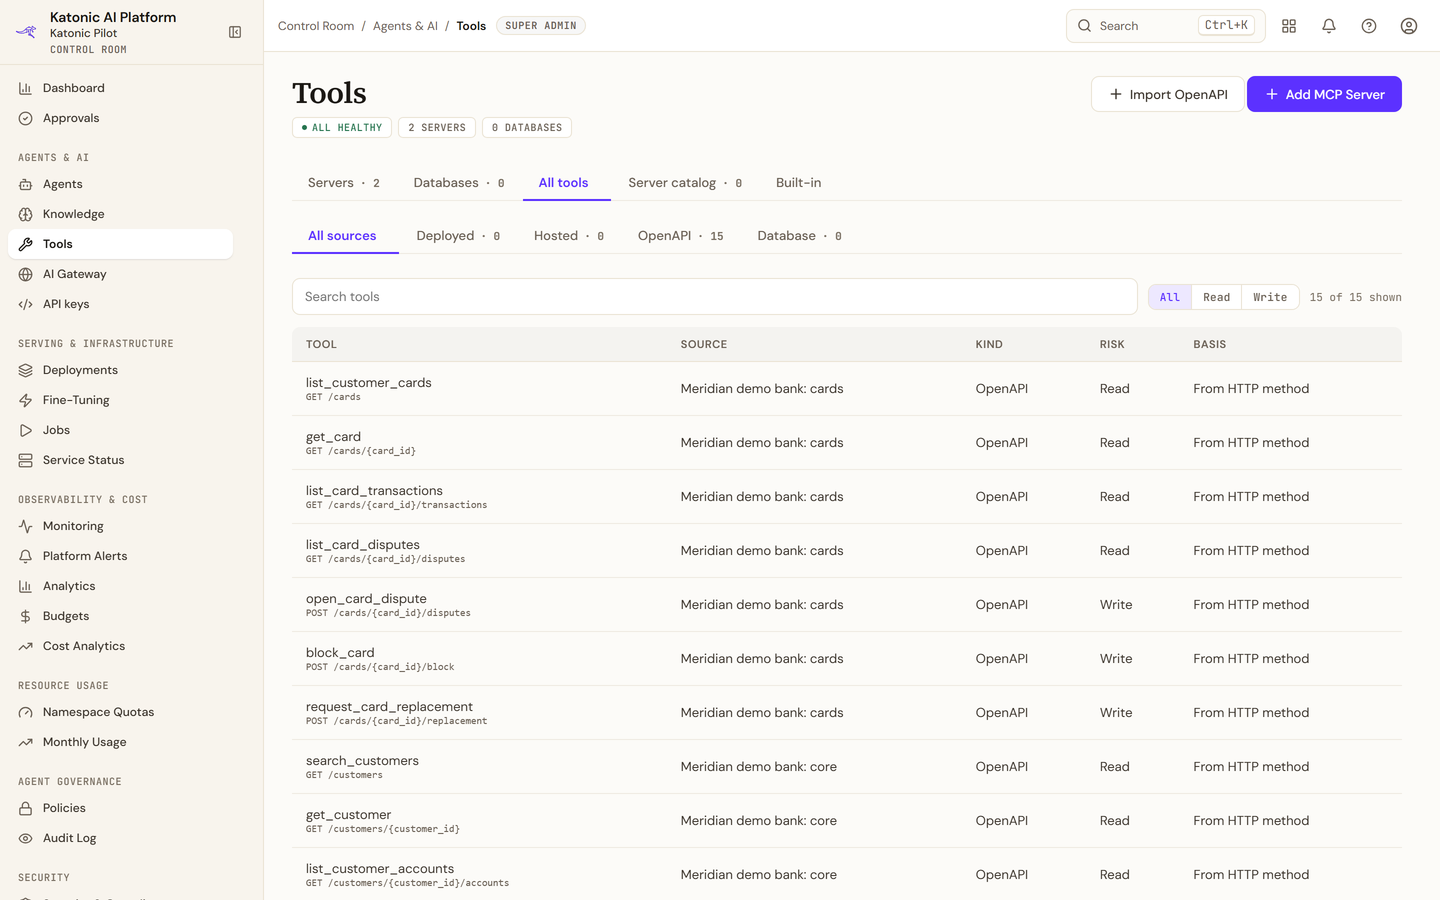 Katonic AI Platform
Katonic Pilot
CONTROL ROOM
Dashboard
Approvals
AGENTS & AI
Agents
Knowledge
Tools
AI Gateway
API keys
SERVING & INFRASTRUCTURE
Deployments
Fine-Tuning
Jobs
Service Status
OBSERVABILITY & COST
Monitoring
Platform Alerts
Analytics
Budgets
Cost Analytics
RESOURCE USAGE
Namespace Quotas
Monthly Usage
AGENT GOVERNANCE
Policies
Audit Log
SECURITY
Control Room / Agents & AI / Tools SUPER ADMIN
Search Ctrl+K
Tools
Import OpenAPI
Add MCP Server
ALL HEALTHY 2 SERVERS 0 DATABASES
Servers · 2 Databases · 0 All tools Server catalog · 0 Built-in
All sources Deployed · 0 Hosted · 0 OpenAPI · 15 Database · 0
Search tools All Read Write 15 of 15 shown
TOOL SOURCE KIND RISK BASIS
list_customer_cards Meridian demo bank: cards OpenAPI Read From HTTP method
GET /cards
get_card Meridian demo bank: cards OpenAPI Read From HTTP method
GET /cards/{card_id}
list_card_transactions Meridian demo bank: cards OpenAPI Read From HTTP method
GET /cards/{card_id}/transactions
list_card_disputes Meridian demo bank: cards OpenAPI Read From HTTP method
GET /cards/{card_id}/disputes
open_card_dispute Meridian demo bank: cards OpenAPI Write From HTTP method
POST /cards/{card_id}/disputes
block_card Meridian demo bank: cards OpenAPI Write From HTTP method
POST /cards/{card_id}/block
request_card_replacement Meridian demo bank: cards OpenAPI Write From HTTP method
POST /cards/{card_id}/replacement
search_customers Meridian demo bank: core OpenAPI Read From HTTP method
GET /customers
get_customer Meridian demo bank: core OpenAPI Read From HTTP method
GET /customers/{customer_id}
list_customer_accounts Meridian demo bank: core OpenAPI Read From HTTP method
GET /customers/{customer_id}/accounts